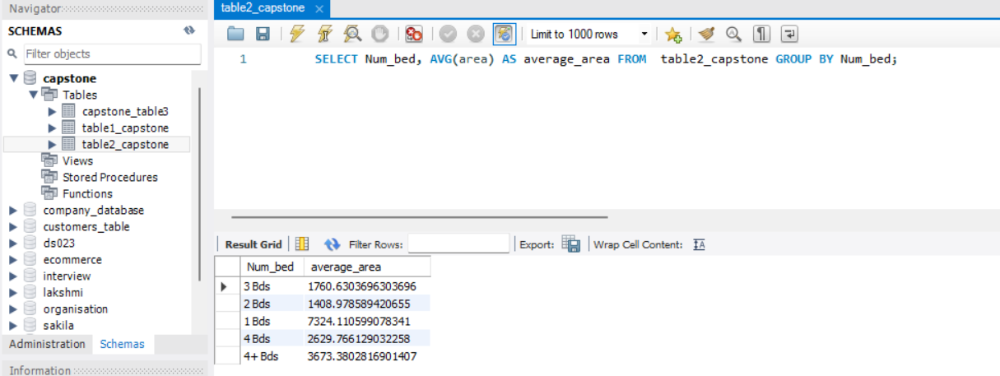 Navigator
SCHEMAS
Filter objects
capstone
Tables
capstone_table3
table1_capstone
table2_capstone
Views
Stored Procedures
Functions
company_database
customers_table
ds023
ecommerce
interview
lakshmi
organisation
sakila
Administration Schemas
Information
table2_capstone
Limit to 1000 rows
1 SELECT Num_bed, AVG(area) AS average_area FROM table2_capstone GROUP BY Num_bed;
Result Grid Filter Rows: Export: Wrap Cell Content:
Num_bed average_area
3 Bds 1760.6303696303696
2 Bds 1408.978589420655
1 Bds 7324.110599078341
4 Bds 2629.766129032258
4+ Bds 3673.3802816901407